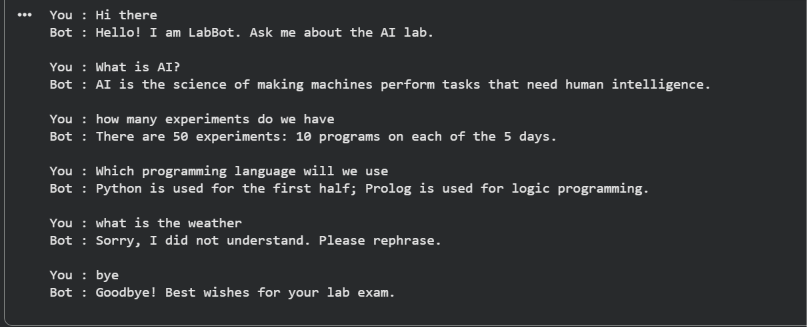 You : Hi there
Bot : Hello! I am LabBot. Ask me about the AI lab.
You : What is AI?
Bot : AI is the science of making machines perform tasks that need human intelligence.
You : how many experiments do we have
Bot : There are 50 experiments: 10 programs on each of the 5 days.
You : Which programming language will we use
Bot : Python is used for the first half; Prolog is used for logic programming.
You : what is the weather
Bot : Sorry, I did not understand. Please rephrase.
You : bye
Bot : Goodbye! Best wishes for your lab exam.